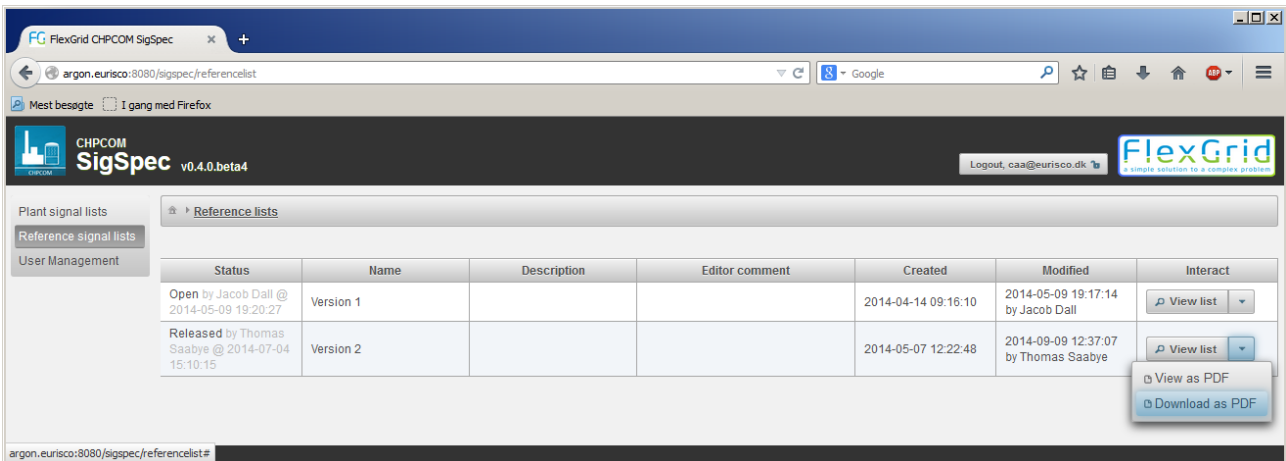 FG FlexGrid CHPCOM SigSpec × +
argon.eurisco:8080/sigspec/referencelist
8 Google
ABP
Mest besøgte I gang med Firefox
CHPCOM
CHPCOM
SigSpec v0.4.0.beta4
Logout, caa@eurisco.dk
FlexGrid
a simple solution to a complex problem
Plant signal lists
Reference signal lists
User Management
Reference lists
Status Name Description Editor comment Created Modified Interact
Open by Jacob Dall @
2014-05-09 19:20:27
Version 1
2014-04-14 09:16:10
2014-05-09 19:17:14
by Jacob Dall
View list
Released by Thomas
Saabye @ 2014-07-04
15:10:15
Version 2
2014-05-07 12:22:48
2014-09-09 12:37:07
by Thomas Saabye
View list
View as PDF
Download as PDF
argon.eurisco:8080/sigspec/referencelist#